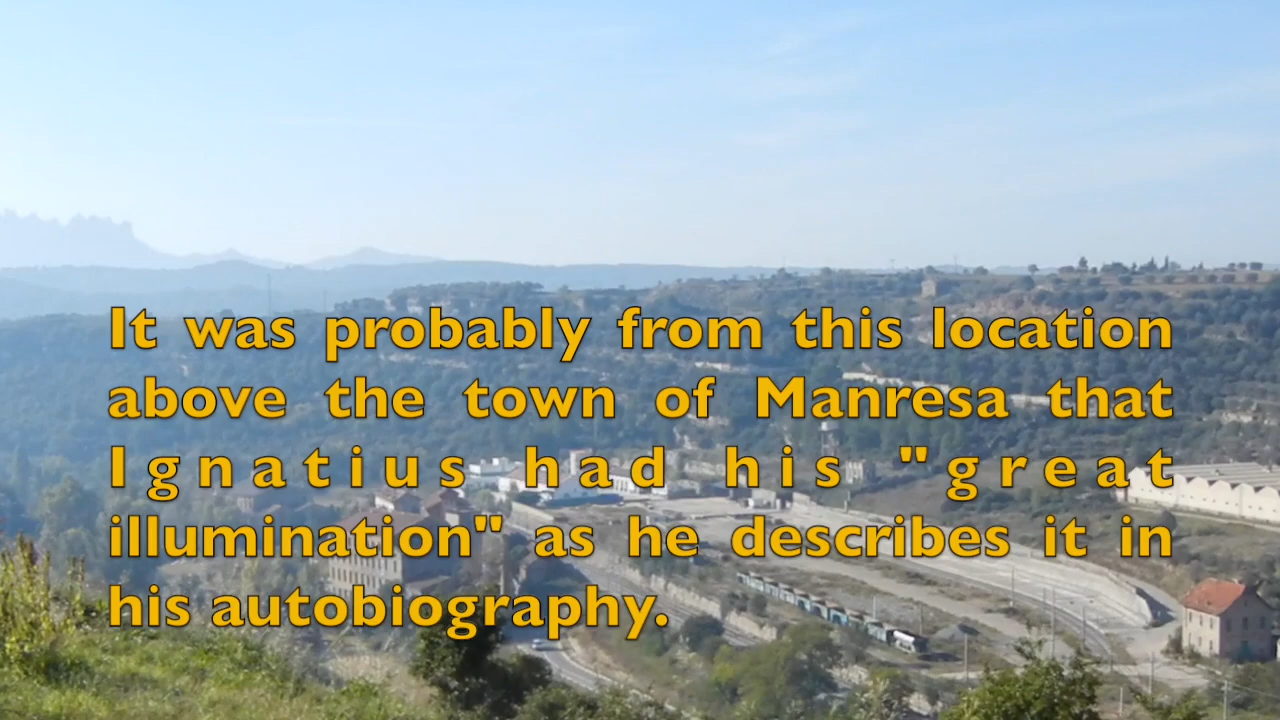 It was probably from this location
above the town of Manresa that
Ignatius had his "great
illumination" as he describes it in
his autobiography.